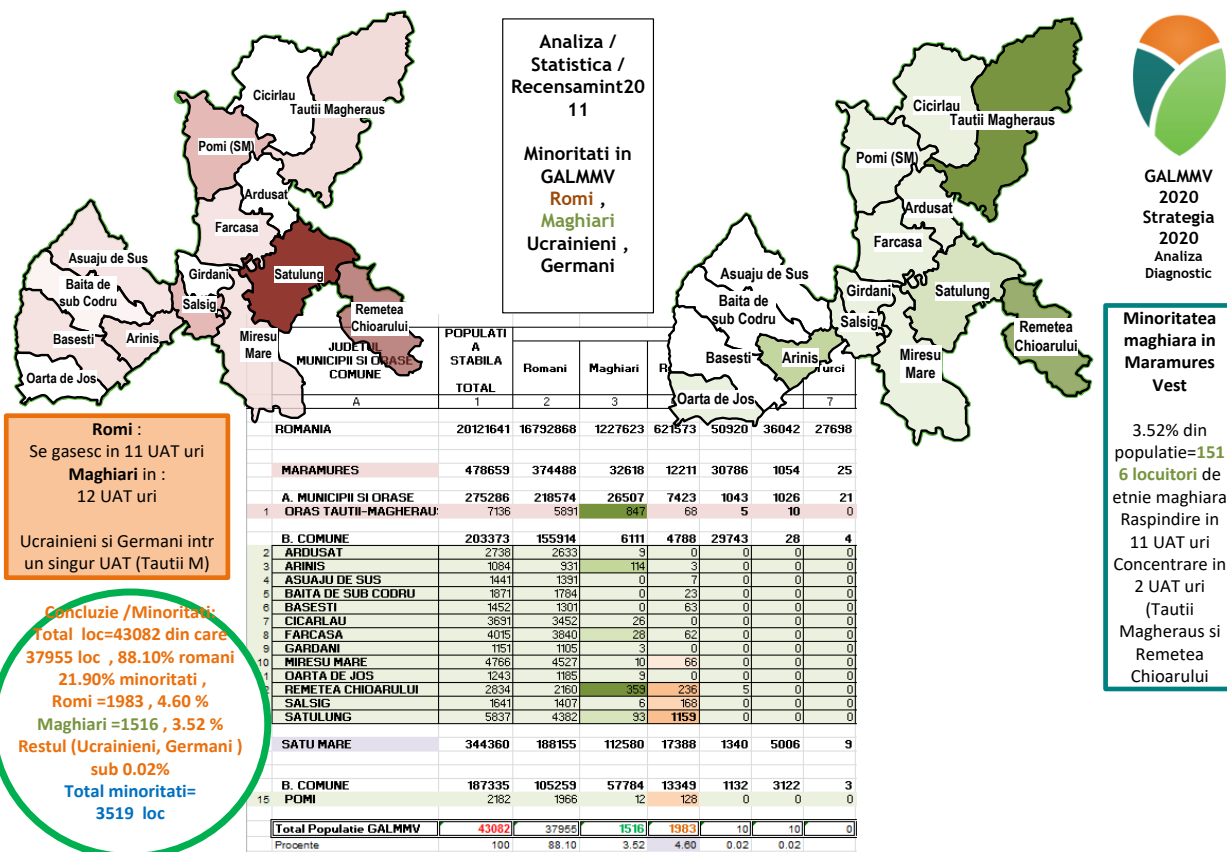 Cicirlau
Tautii Magheraus
Pomi (SM)
Ardusat
Farcasa
Asuaju de Sus
Baita de
sub Codru
Girdani
Satulung
Salsig
Basesti
Arinis
Remetea
Chioarului
Miresu
Mare
Oarta de Jos
Analiza /
Statistica /
Recensamint20
11
Minoritati in
GALMMV
Romi ,
Maghiari
Ucrainieni ,
Germani
Cicirlau
Tautii Magheraus
Pomi (SM)
Ardusat
Farcasa
Asuaju de Sus
Baita de
sub Codru
Girdani
Satulung
Salsig
Basesti
Arinis
Remetea
Chioarului
Miresu
Mare
Oarta de Jos
GALMMV
2020
Strategia
2020
Analiza
Diagnostic
Minoritatea
maghiara in
Maramures
Vest
3.52% din
populatie=151
6 locuitori de
etnie maghiara
Raspindire in
11 UAT uri
Concentrare in
2 UAT uri
(Tautii
Magheraus si
Remetea
Chioarului
Romi :
Se gasesc in 11 UAT uri
Maghiari in :
12 UAT uri
Ucrainieni si Germani intr
un singur UAT (Tautii M)
Concluzie /Minoritati:
Total loc=43082 din care
37955 loc , 88.10% romani
21.90% minoritati ,
Romi =1983 , 4.60 %
Maghiari =1516 , 3.52 %
Restul (Ucrainieni, Germani )
sub 0.02%
Total minoritati=
3519 loc
JUDETUL
MUNICIPII SI ORASE
COMUNE
POPULATI
A
STABILA
TOTAL
Romani Maghiari
A 1 2 3 7
ROMANIA 20121641 16792868 1227623 621573 50920 36042 27698
MARAMURES 478659 374488 32618 12211 30786 1054 25
A. MUNICIPII SI ORASE 275286 218574 26507 7423 1043 1026 21
1 ORAS TAUTII-MAGHERAU 7136 5891 847 68 5 10 0
B. COMUNE 203373 155914 6111 4788 29743 28 4
2 ARDUSAT 2738 2633 9 0 0 0 0
3 ARINIS 1084 931 114 3 0 0 0
4 ASUAJU DE SUS 1441 1391 0 7 0 0 0
5 BAITA DE SUB CODRU 1871 1784 0 23 0 0 0
6 BASESTI 1452 1301 0 63 0 0 0
7 CICARLAU 3691 3452 26 0 0 0 0
8 FARCASA 4015 3840 28 62 0 0 0
9 GARDANI 1151 1105 3 0 0 0 0
10 MIRESU MARE 4766 4527 10 66 0 0 0
1 OARTA DE JOS 1243 1185 9 0 0 0 0
2 REMETEA CHIOARULUI 2834 2160 359 236 5 0 0
SALSIG 1641 1407 6 168 0 0 0
SATULUNG 5837 4382 93 1159 0 0 0
SATU MARE 344360 188155 112580 17388 1340 5006 9
B. COMUNE 187335 105259 57784 13349 1132 3122 3
15 POMI 2182 1966 12 128 0 0 0
Total Populatie GALMMV 43082 37955 1516 1983 10 10 0
Procente 100 88.10 3.52 4.60 0.02 0.02